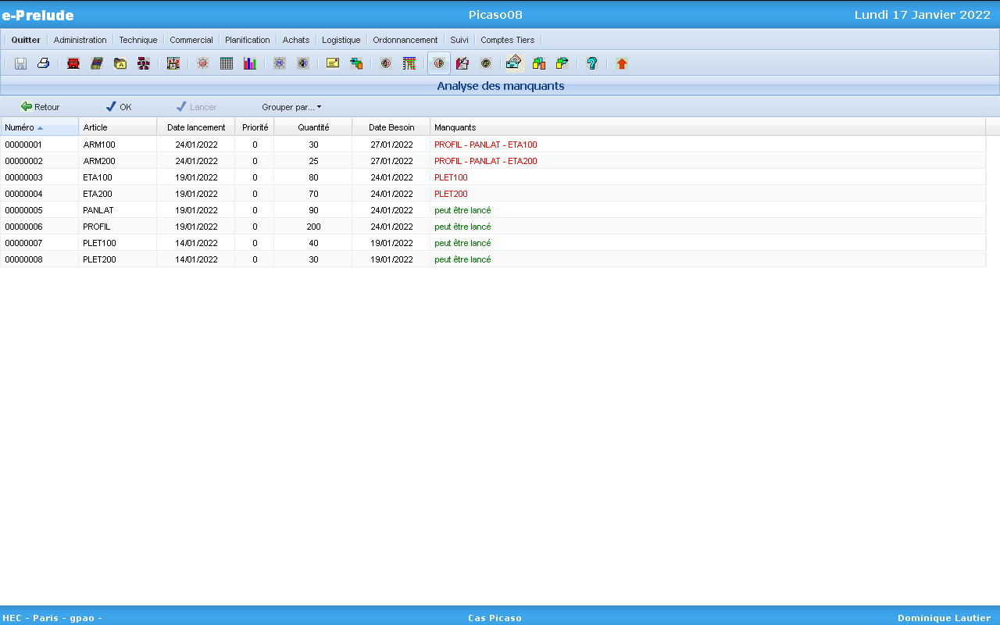 e-Prelude Picaso08 Lundi 17 Janvier 2022
Quitter Administration Technique Commercial Planification Achats Logistique Ordonnancement Suivi Comptes Tiers
Analyse des manquants
Retour OK Lancer Grouper par...
Numéro Article Date lancement Priorité Quantité Date Besoin Manquants
00000001 ARM100 24/01/2022 0 30 27/01/2022 PROFIL - PANLAT - ETA100
00000002 ARM200 24/01/2022 0 25 27/01/2022 PROFIL - PANLAT - ETA200
00000003 ETA100 19/01/2022 0 80 24/01/2022 PLET100
00000004 ETA200 19/01/2022 0 70 24/01/2022 PLET200
00000005 PANLAT 19/01/2022 0 90 24/01/2022 peut être lancé
00000006 PROFIL 19/01/2022 0 200 24/01/2022 peut être lancé
00000007 PLET100 14/01/2022 0 40 19/01/2022 peut être lancé
00000008 PLET200 14/01/2022 0 30 19/01/2022 peut être lancé
HEC - Paris - gpao - Cas Picaso Dominique Lautier